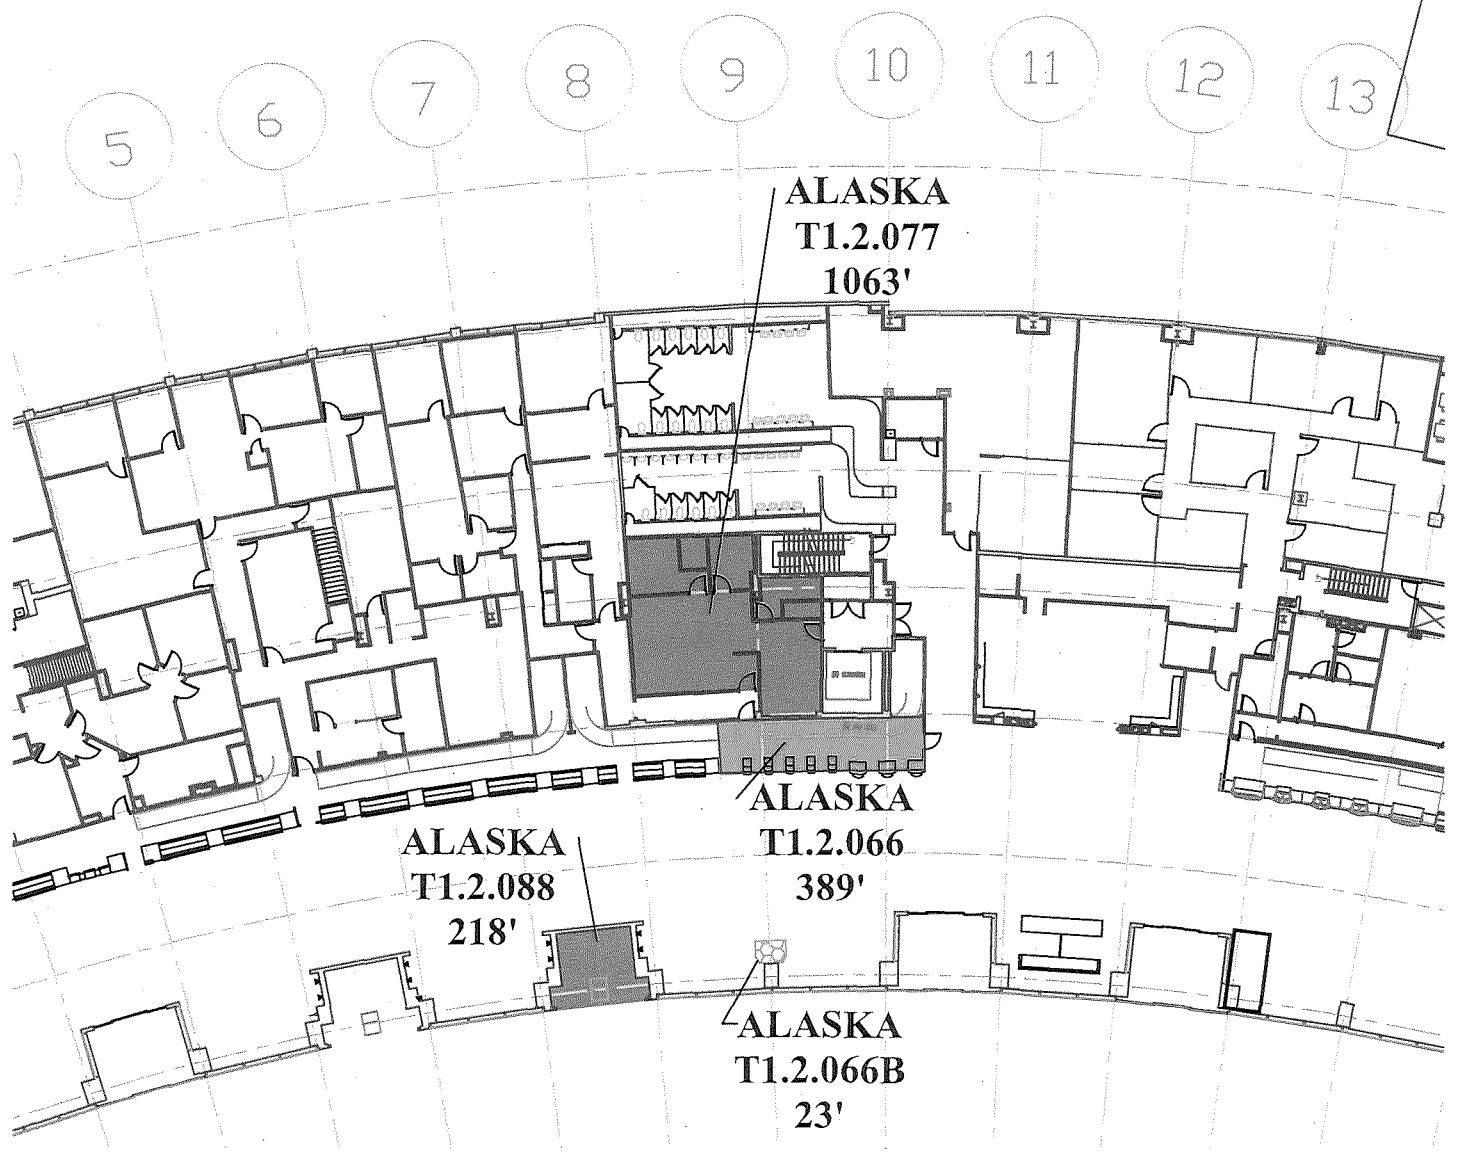 5 6 7 8 9 10 11 12 13
ALASKA
T1.2.077
1063'
ALASKA
T1.2.066
389'
ALASKA
T1.2.088
218'
ALASKA
T1.2.066B
23'